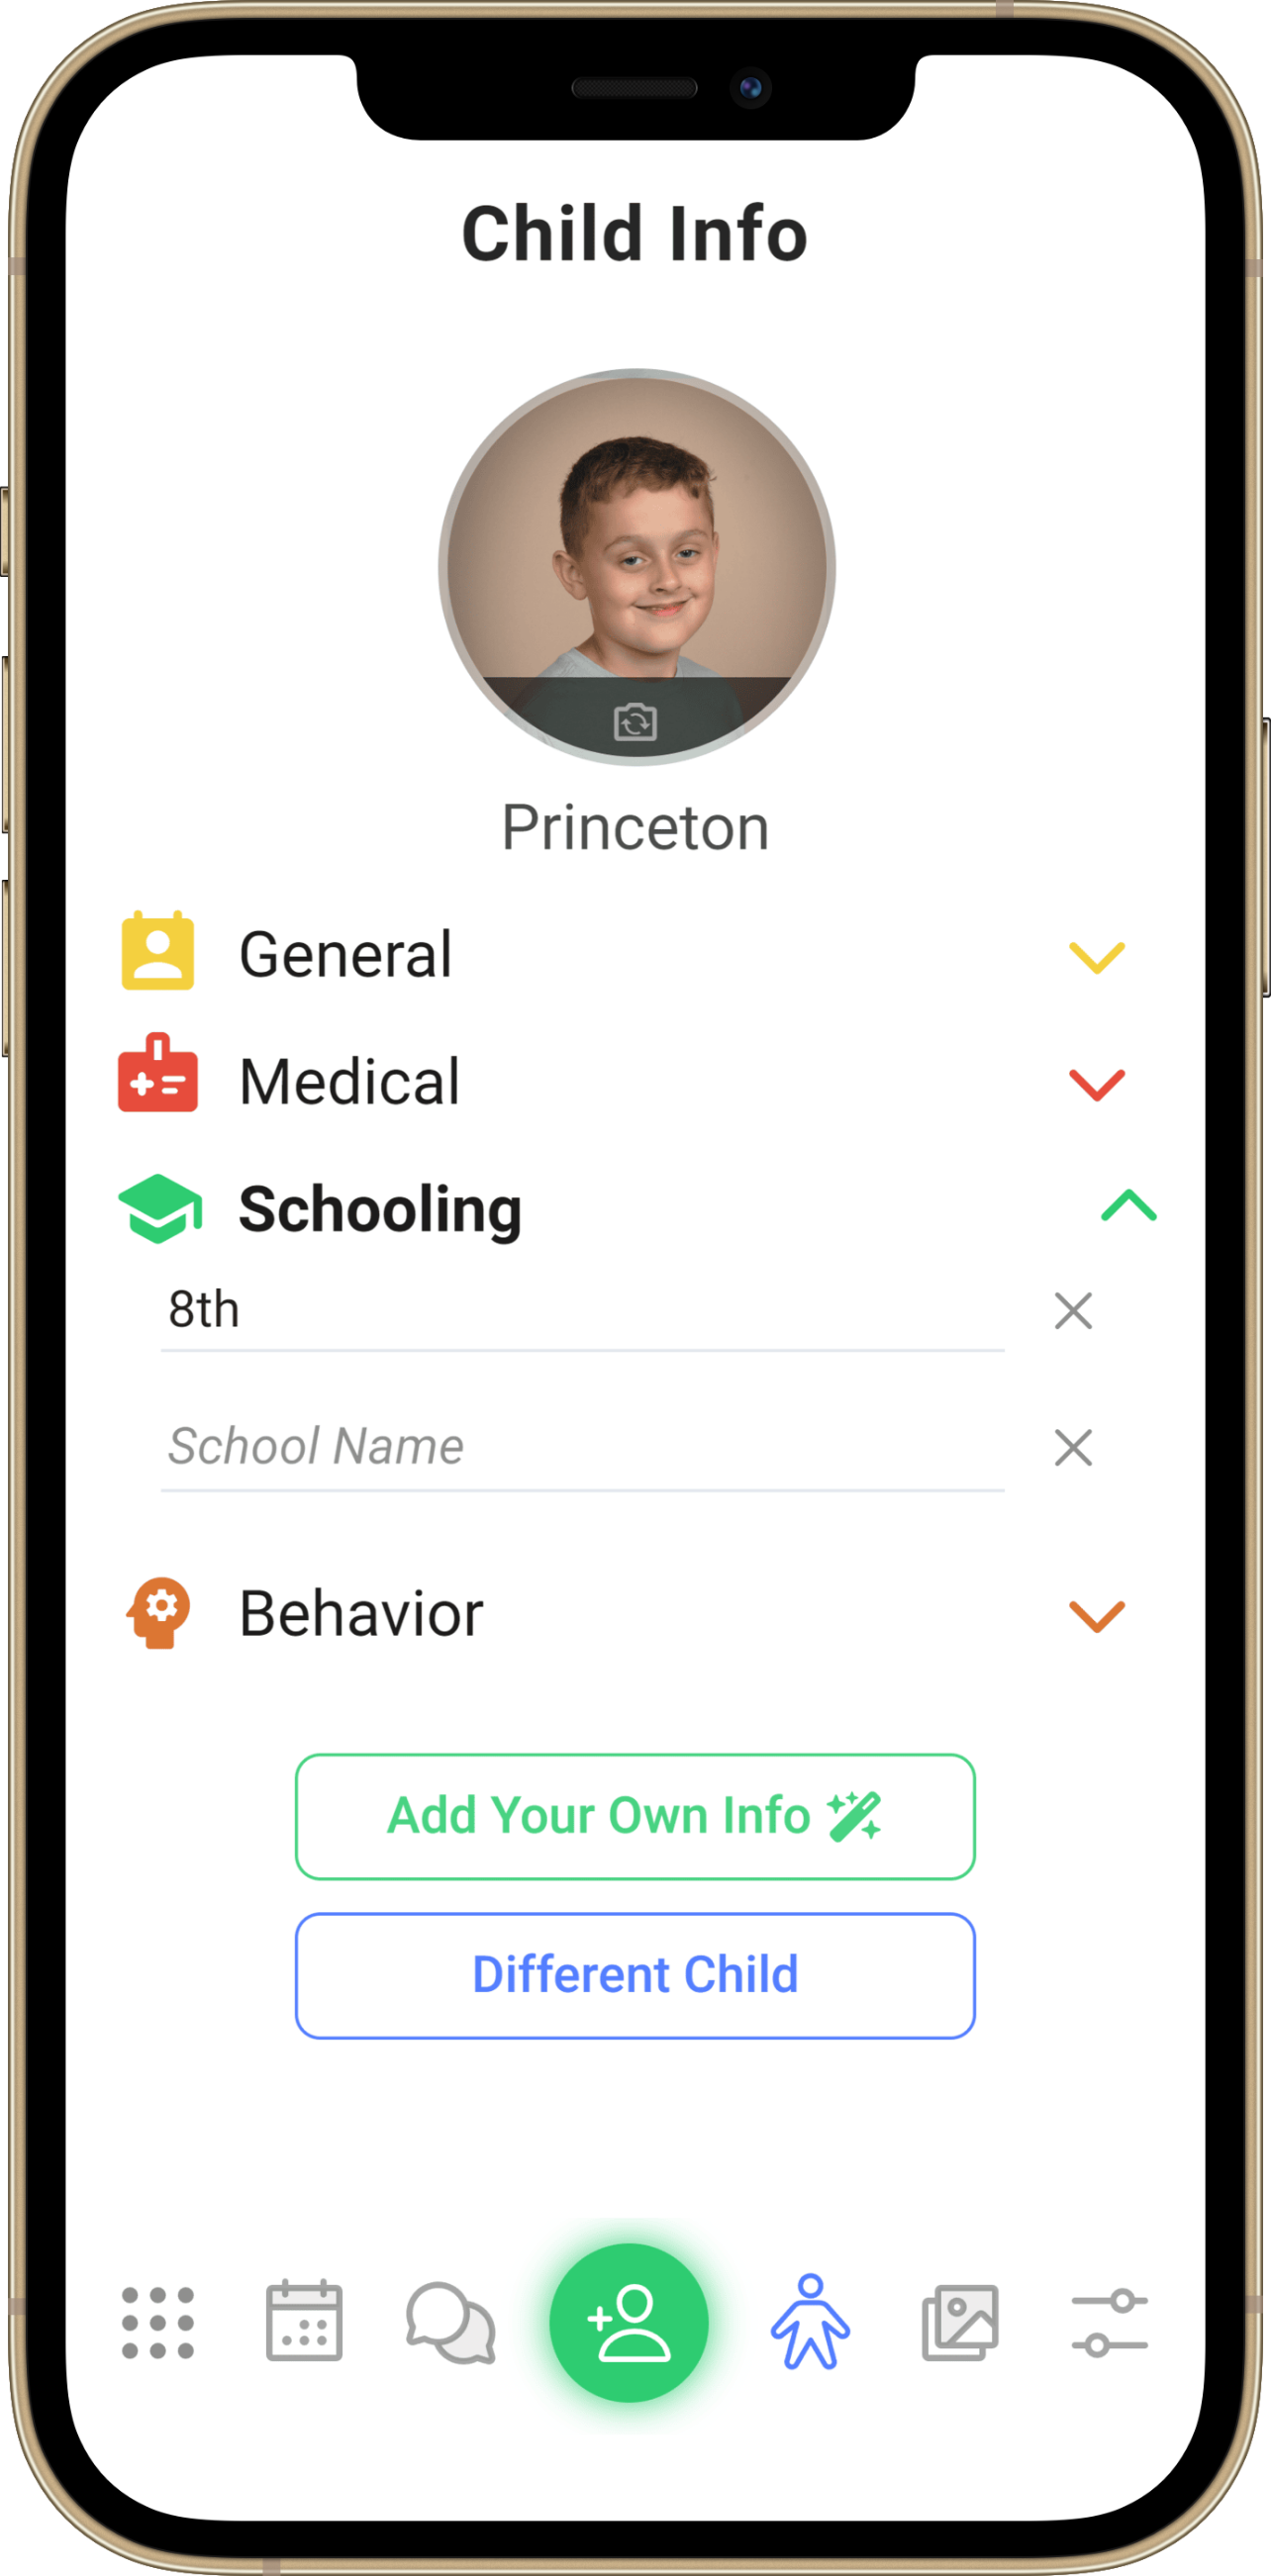 Child Info
Princeton
General
Medical
Schooling
8th
School Name
Behavior
Add Your Own Info
Different Child